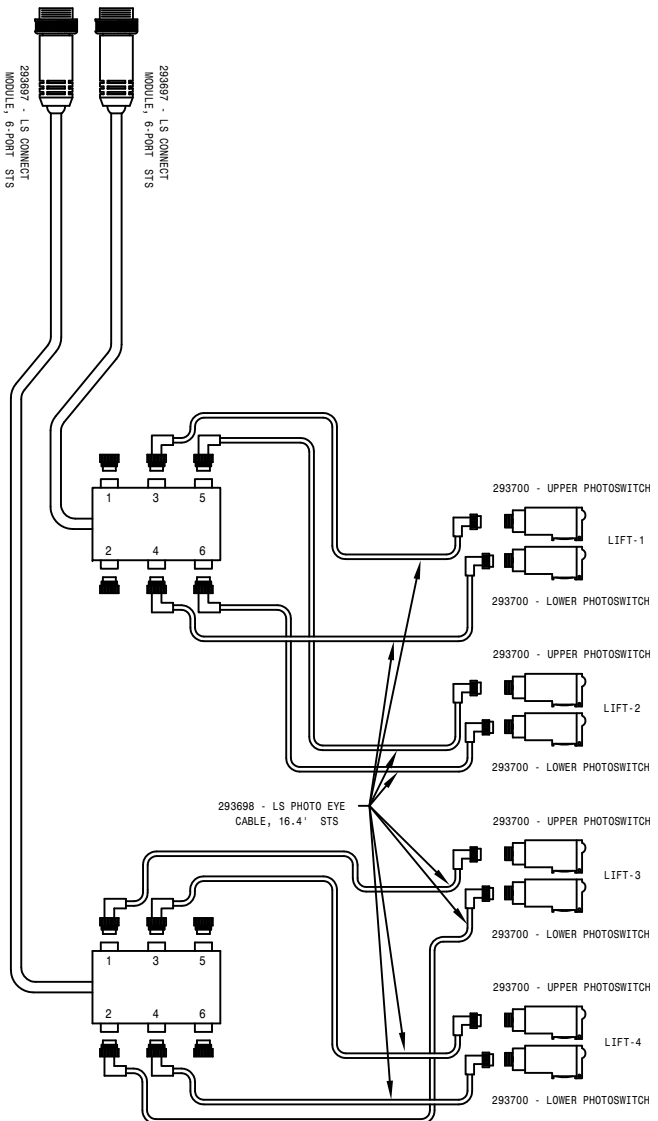 293697 - LS CONNECT
MODULE, 6-PORT STS
293697 - LS CONNECT
MODULE, 6-PORT STS
1 3 5
2 4 6
293700 - UPPER PHOTOSWITCH
LIFT-1
293700 - LOWER PHOTOSWITCH
293700 - UPPER PHOTOSWITCH
LIFT-2
293700 - LOWER PHOTOSWITCH
293698 - LS PHOTO EYE
CABLE, 16.4' STS
293700 - UPPER PHOTOSWITCH
LIFT-3
293700 - LOWER PHOTOSWITCH
1 3 5
2 4 6
293700 - UPPER PHOTOSWITCH
LIFT-4
293700 - LOWER PHOTOSWITCH